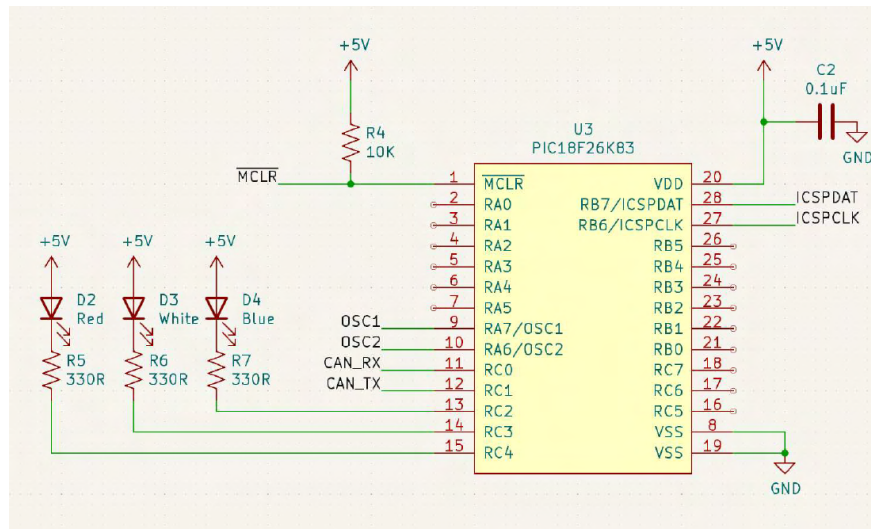 +5V
+5V
C2
0.1uF
GND
R4
10K
U3
PIC18F26K83
MCLR
1 MCLR
2 RA0
3 RA1
4 RA2
5 RA3
6 RA4
7 RA5
9 RA7/OSC1
10 RA6/OSC2
11 RC0
12 RC1
13 RC2
14 RC3
15 RC4
VDD 20
RB7/ICSPDAT 28 ICSPDAT
RB6/ICSPCLK 27 ICSPCLK
RB5 26
RB4 25
RB3 24
RB2 23
RB1 22
RB0 21
RC7 18
RC6 17
RC5 16
VSS 8
VSS 19
GND
OSC1
OSC2
CAN_RX
CAN_TX
+5V
+5V
+5V
D2
Red
D3
White
D4
Blue
R5
330R
R6
330R
R7
330R